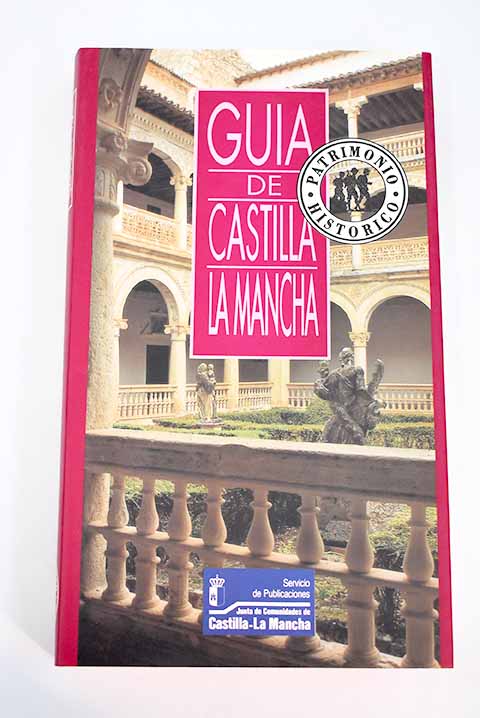 GUIA
DE
CASTILLA
LA MANCHA
PATRIMONIO
HISTORICO
Servicio
de Publicaciones
Junta de Comunidades de
Castilla-La Mancha